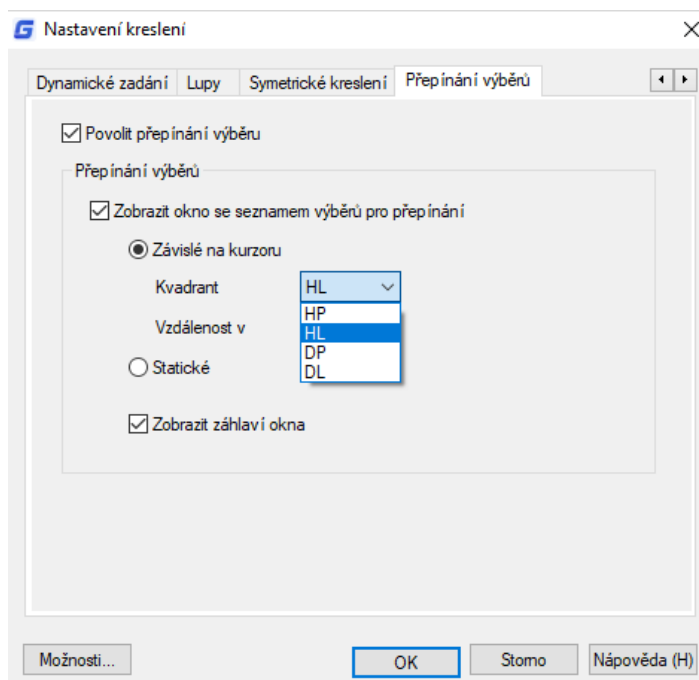 Nastavení kreslení
Dynamické zadání Lupy Symetrické kreslení Přepínání výběrů
Povolit přepínání výběru
Přepínání výběrů
Zobrazit okno se seznamem výběrů pro přepínání
Závislé na kurzoru
Kvadrant HL
HP
HL
Vzdálenost v
DP
Statické
DL
Zobrazit záhlaví okna
Možnosti... OK Storno Nápověda (H)